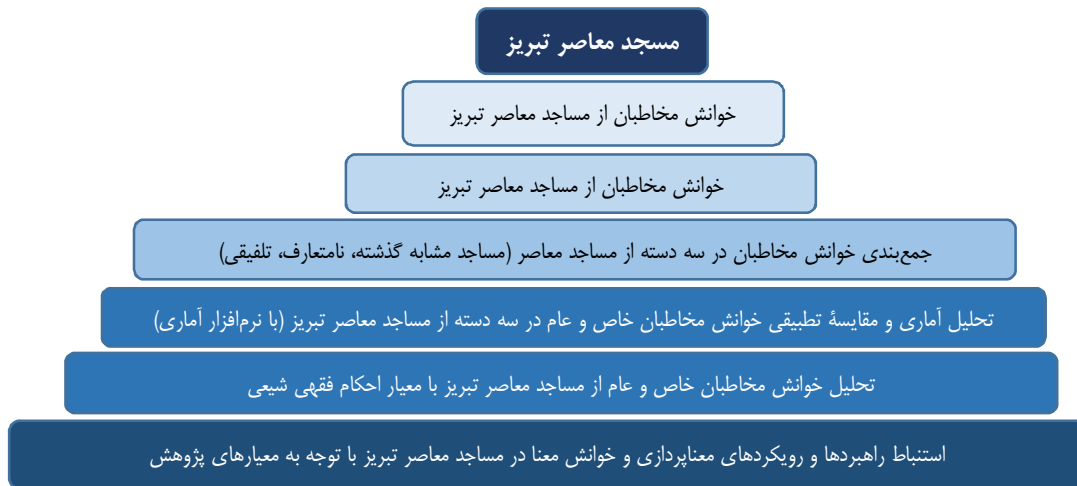 مسجد معاصر تبریز
خوانش مخاطبان از مساجد معاصر تبریز
خوانش مخاطبان از مساجد معاصر تبریز
جمع‌بندی خوانش مخاطبان در سه دسته از مساجد معاصر (مساجد مشابه گذشته، نامتعارف، تلفیقی)
تحلیل آماری و مقایسهٔ تطبیقی خوانش مخاطبان خاص و عام در سه دسته از مساجد معاصر تبریز (با نرم‌افزار آماری)
تحلیل خوانش مخاطبان خاص و عام از مساجد معاصر تبریز با معیار احکام فقهی شیعی
استنباط راهبردها و رویکردهای معناپردازی و خوانش معنا در مساجد معاصر تبریز با توجه به معیارهای پژوهش